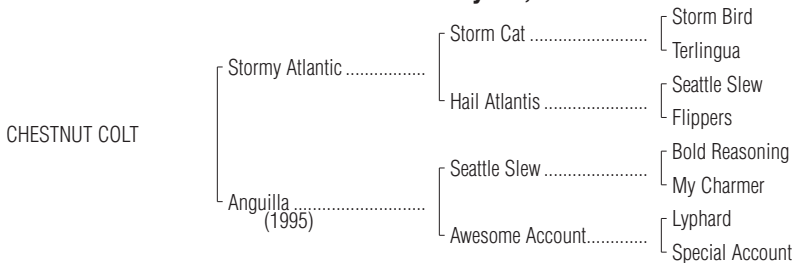 Storm Bird
Storm Cat ..........................
Terlingua
Stormy Atlantic .................
Seattle Slew
Hail Atlantis .......................
Flippers
CHESTNUT COLT
Bold Reasoning
Seattle Slew .......................
My Charmer
Anguilla ............................
(1995)
Lyphard
Awesome Account.............
Special Account